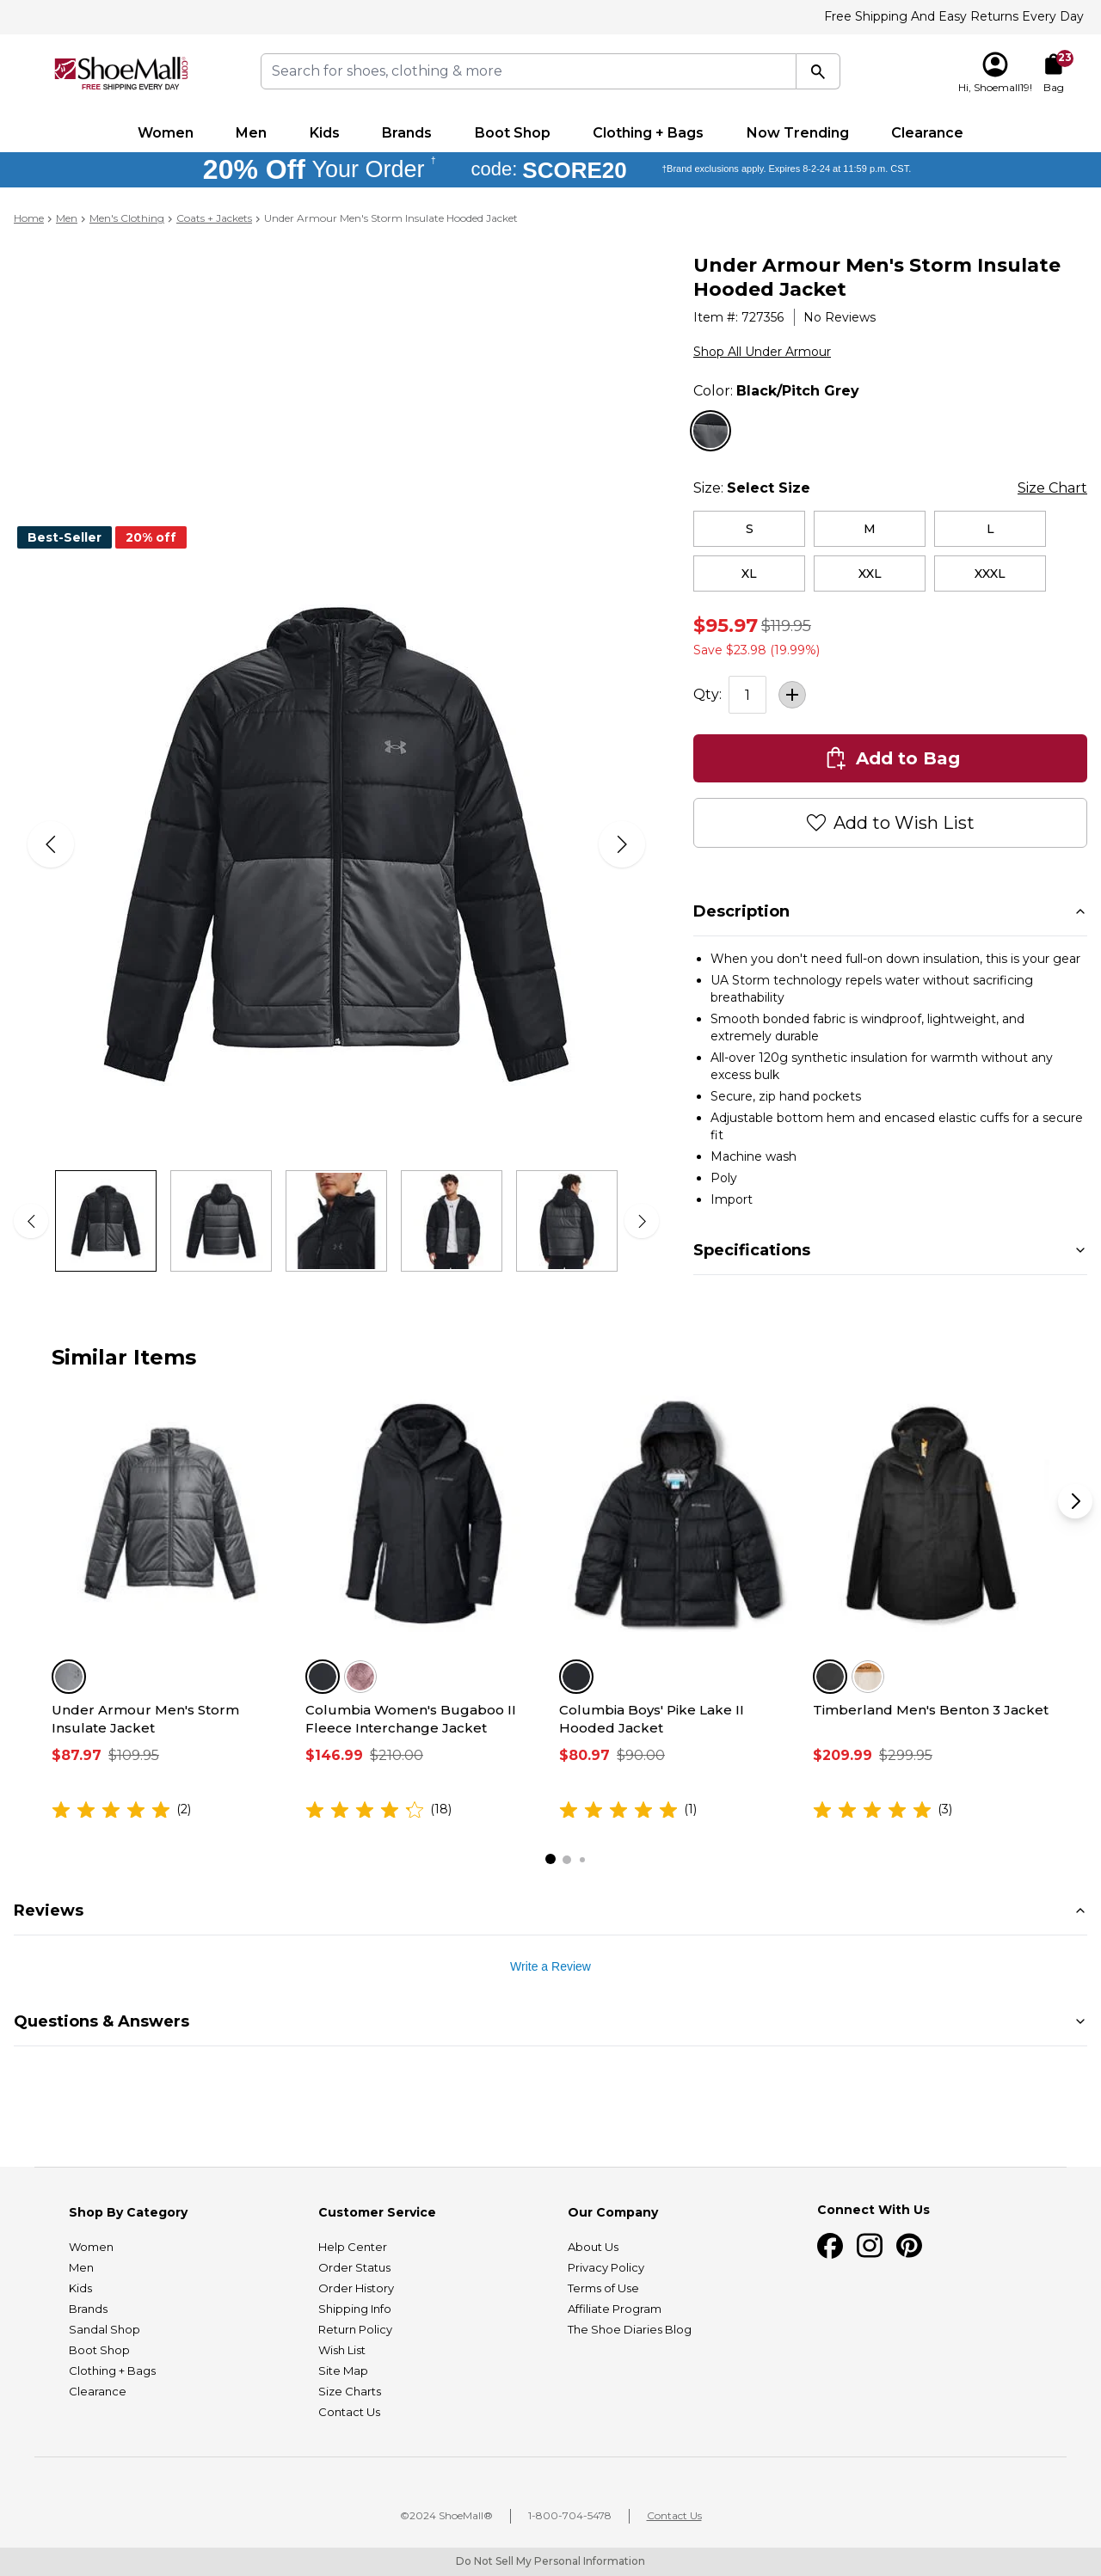 Free Shipping And Easy Returns Every Day
ShoeMall.com
FREE SHIPPING EVERY DAY
Search for shoes, clothing & more
Hi, Shoemall19!
23
Bag
Women Men Kids Brands Boot Shop Clothing + Bags Now Trending Clearance
20% Off Your Order † code: SCORE20 †Brand exclusions apply. Expires 8-2-24 at 11:59 p.m. CST.
Home > Men > Men's Clothing > Coats + Jackets > Under Armour Men's Storm Insulate Hooded Jacket
Best-Seller
20% off
Under Armour Men's Storm Insulate
Hooded Jacket
Item #: 727356 | No Reviews
Shop All Under Armour
Color: Black/Pitch Grey
Size: Select Size
Size Chart
S M L
XL XXL XXXL
$95.97 $119.95
Save $23.98 (19.99%)
Qty: 1 +
Add to Bag
Add to Wish List
Description
• When you don't need full-on down insulation, this is your gear
• UA Storm technology repels water without sacrificing
breathability
• Smooth bonded fabric is windproof, lightweight, and
extremely durable
• All-over 120g synthetic insulation for warmth without any
excess bulk
• Secure, zip hand pockets
• Adjustable bottom hem and encased elastic cuffs for a secure
fit
• Machine wash
• Poly
• Import
Specifications
Similar Items
Under Armour Men's Storm
Insulate Jacket
$87.97 $109.95
(2)
Columbia Women's Bugaboo II
Fleece Interchange Jacket
$146.99 $210.00
(18)
Columbia Boys' Pike Lake II
Hooded Jacket
$80.97 $90.00
(1)
Timberland Men's Benton 3 Jacket
$209.99 $299.95
(3)
Reviews
Write a Review
Questions & Answers
Shop By Category
Women
Men
Kids
Brands
Sandal Shop
Boot Shop
Clothing + Bags
Clearance
Customer Service
Help Center
Order Status
Order History
Shipping Info
Return Policy
Wish List
Site Map
Size Charts
Contact Us
Our Company
About Us
Privacy Policy
Terms of Use
Affiliate Program
The Shoe Diaries Blog
Connect With Us
©2024 ShoeMall® | 1-800-704-5478 | Contact Us
Do Not Sell My Personal Information